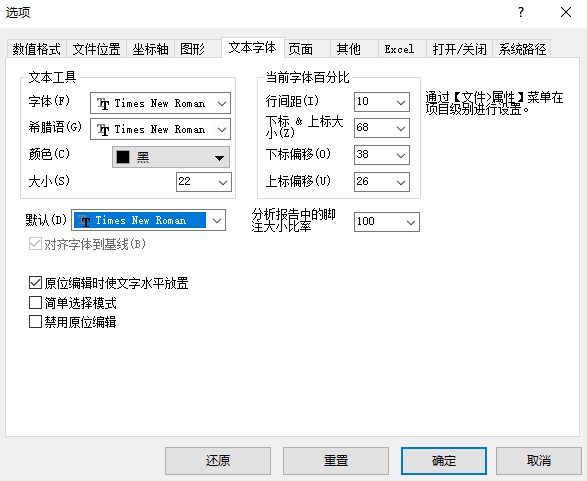 选项
?
数值格式 文件位置 坐标轴 图形 文本字体 页面 其他 Excel 打开/关闭 系统路径
文本工具
字体(F) Times New Roman
希腊语(G) Times New Roman
颜色(C) 黑
大小(S) 22
默认(D) Times New Roman
对齐字体到基线(B)
当前字体百分比
行间距(I) 10
下标 & 上标大
小(Z) 68
下标偏移(O) 38
上标偏移(U) 26
分析报告中的脚
注大小比率 100
通过【文件>属性】菜单在
项目级别进行设置。
原位编辑时使文字水平放置
简单选择模式
禁用原位编辑
还原 重置 确定 取消